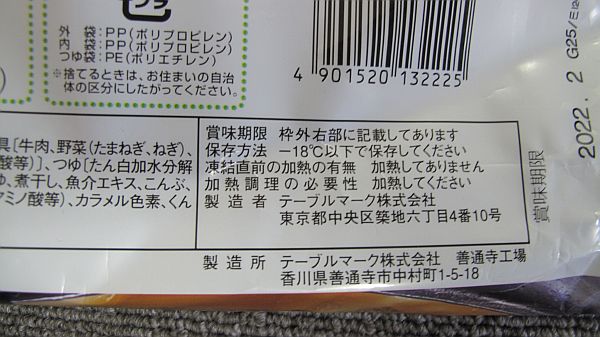 プラ
外　袋：PP(ポリプロピレン)
内　袋：PP(ポリプロピレン)
つゆ袋：PE(ポリエチレン)
※捨てるときは、お住まいの自治
体の区分にしたがってください。
4 901520 132225
具〔牛肉、野菜(たまねぎ、ねぎ)、
酸等)〕、つゆ〔たん白加水分解
ゆ、煮干し、魚介エキス、こんぶ、
アミノ酸等)、カラメル色素、くん
賞味期限　枠外右部に記載してあります
保存方法　−18℃以下で保存してください
凍結直前の加熱の有無　加熱してありません
加熱調理の必要性　加熱してください
製造者　テーブルマーク株式会社
東京都中央区築地六丁目4番10号
製造所　テーブルマーク株式会社　善通寺工場
香川県善通寺市中村町1-5-18
賞味期限
2022. 2 G25/